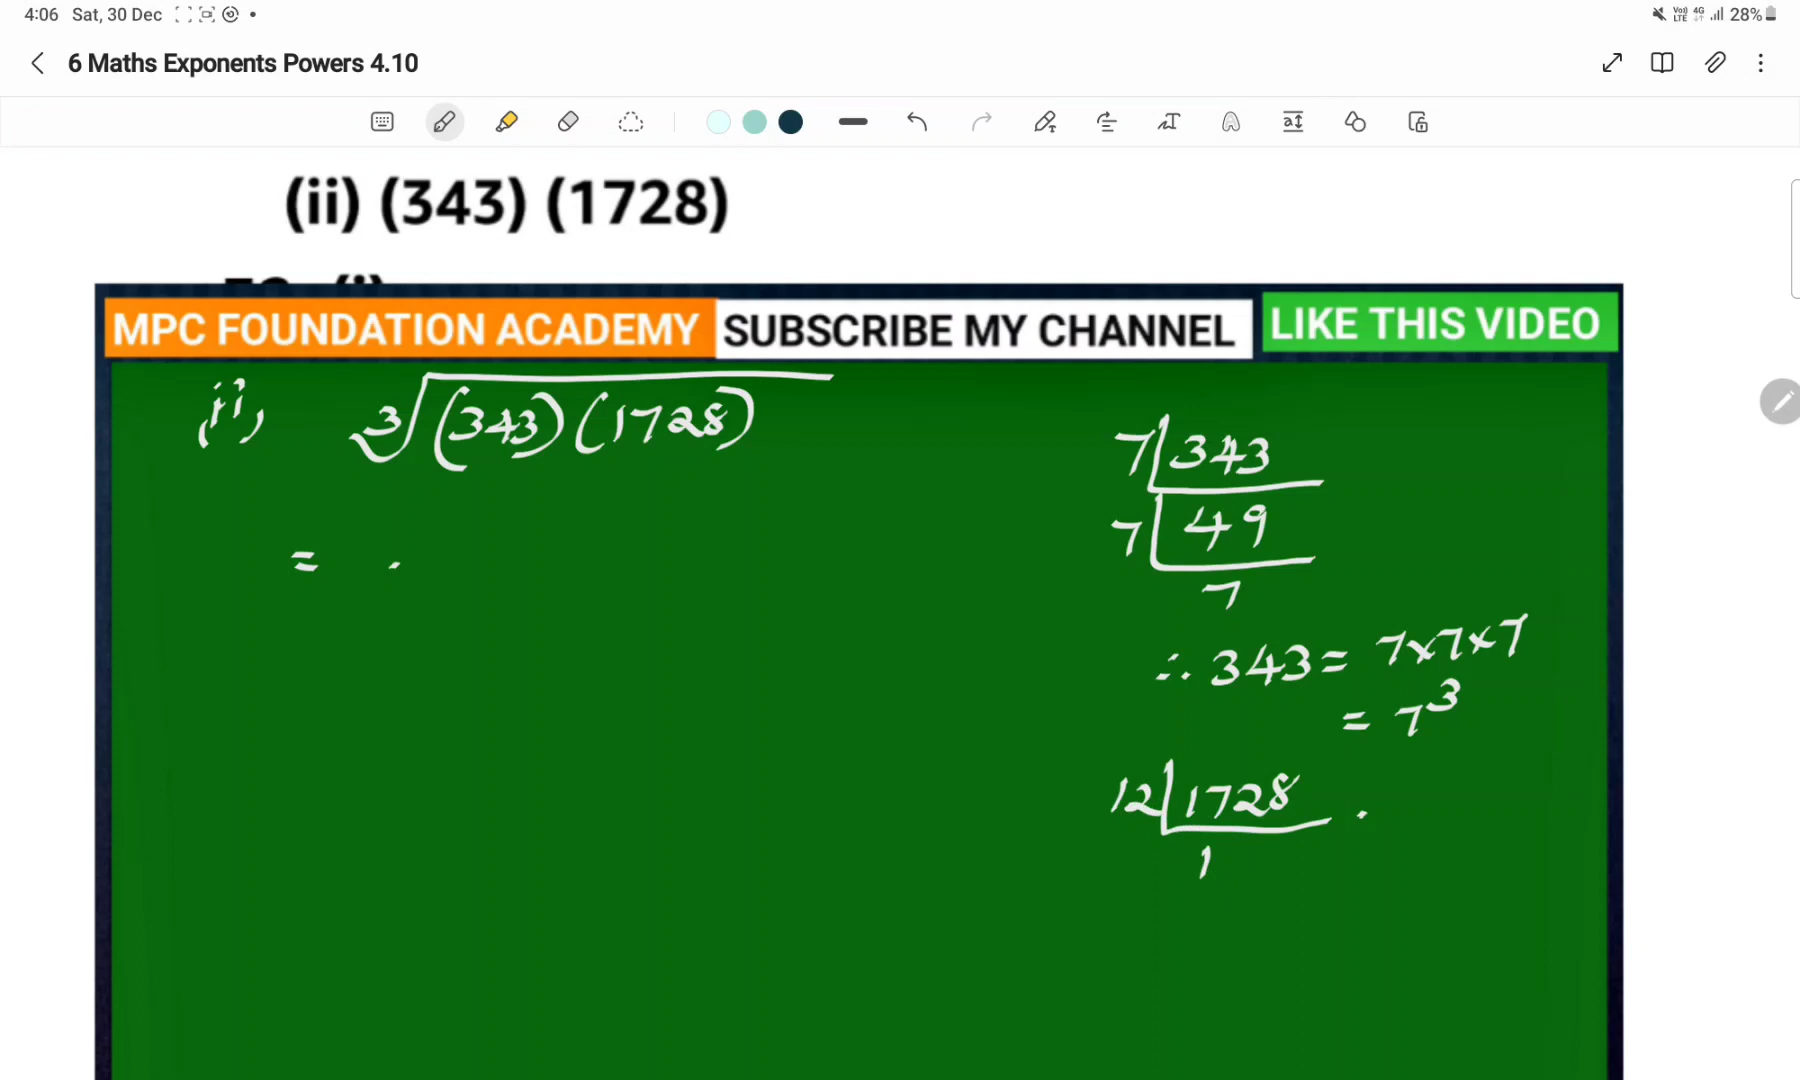 4:06 Sat, 30 Dec
28%
6 Maths Exponents Powers 4.10
(ii) (343) (1728)
MPC FOUNDATION ACADEMY SUBSCRIBE MY CHANNEL LIKE THIS VIDEO
(ii) ∛(343)(1728)
7|343
= .
7|49
7
∴ 343 = 7×7×7
= 7³
12|1728 .
1